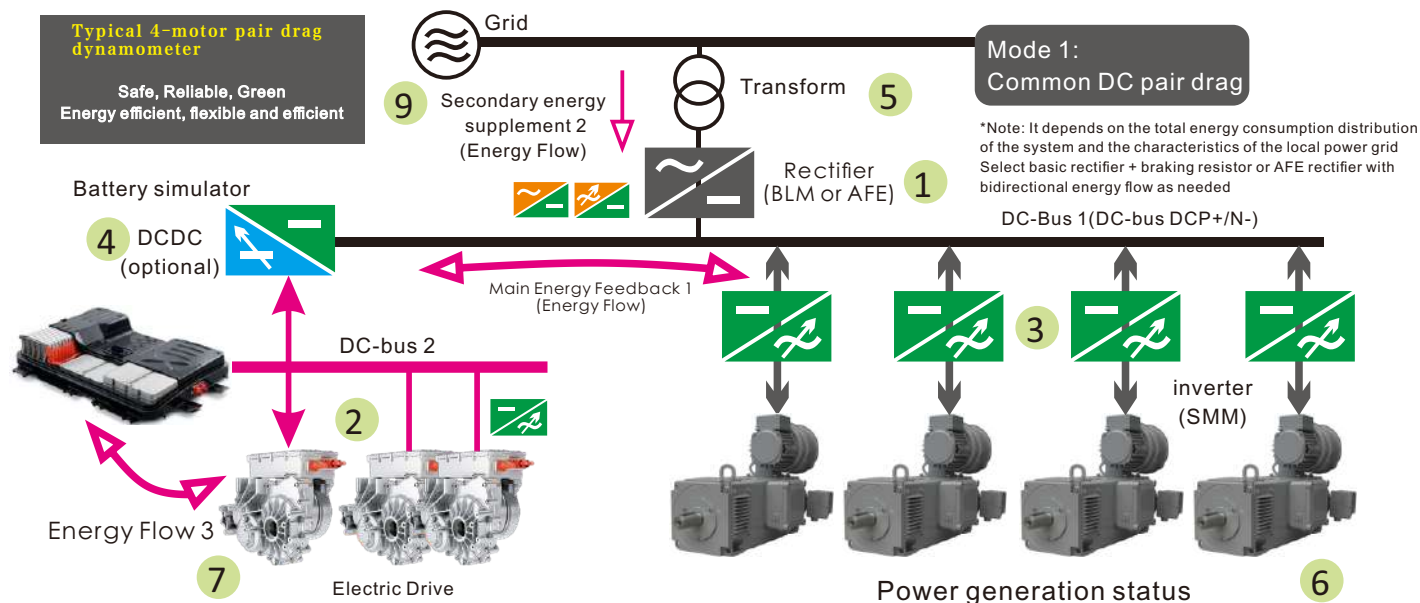 Typical 4-motor pair drag
dynamometer
Safe, Reliable, Green
Energy efficient, flexible and efficient
Grid
Mode 1:
Common DC pair drag
9
Secondary energy
supplement 2
(Energy Flow)
Transform
5
*Note: It depends on the total energy consumption distribution
of the system and the characteristics of the local power grid
Select basic rectifier + braking resistor or AFE rectifier with
bidirectional energy flow as needed
Rectifier
(BLM or AFE)
1
Battery simulator
4
DCDC
(optional)
DC-Bus 1(DC-bus DCP+/N-)
Main Energy Feedback 1
(Energy Flow)
3
DC-bus 2
inverter
(SMM)
2
Energy Flow 3
7
Electric Drive
Power generation status
6